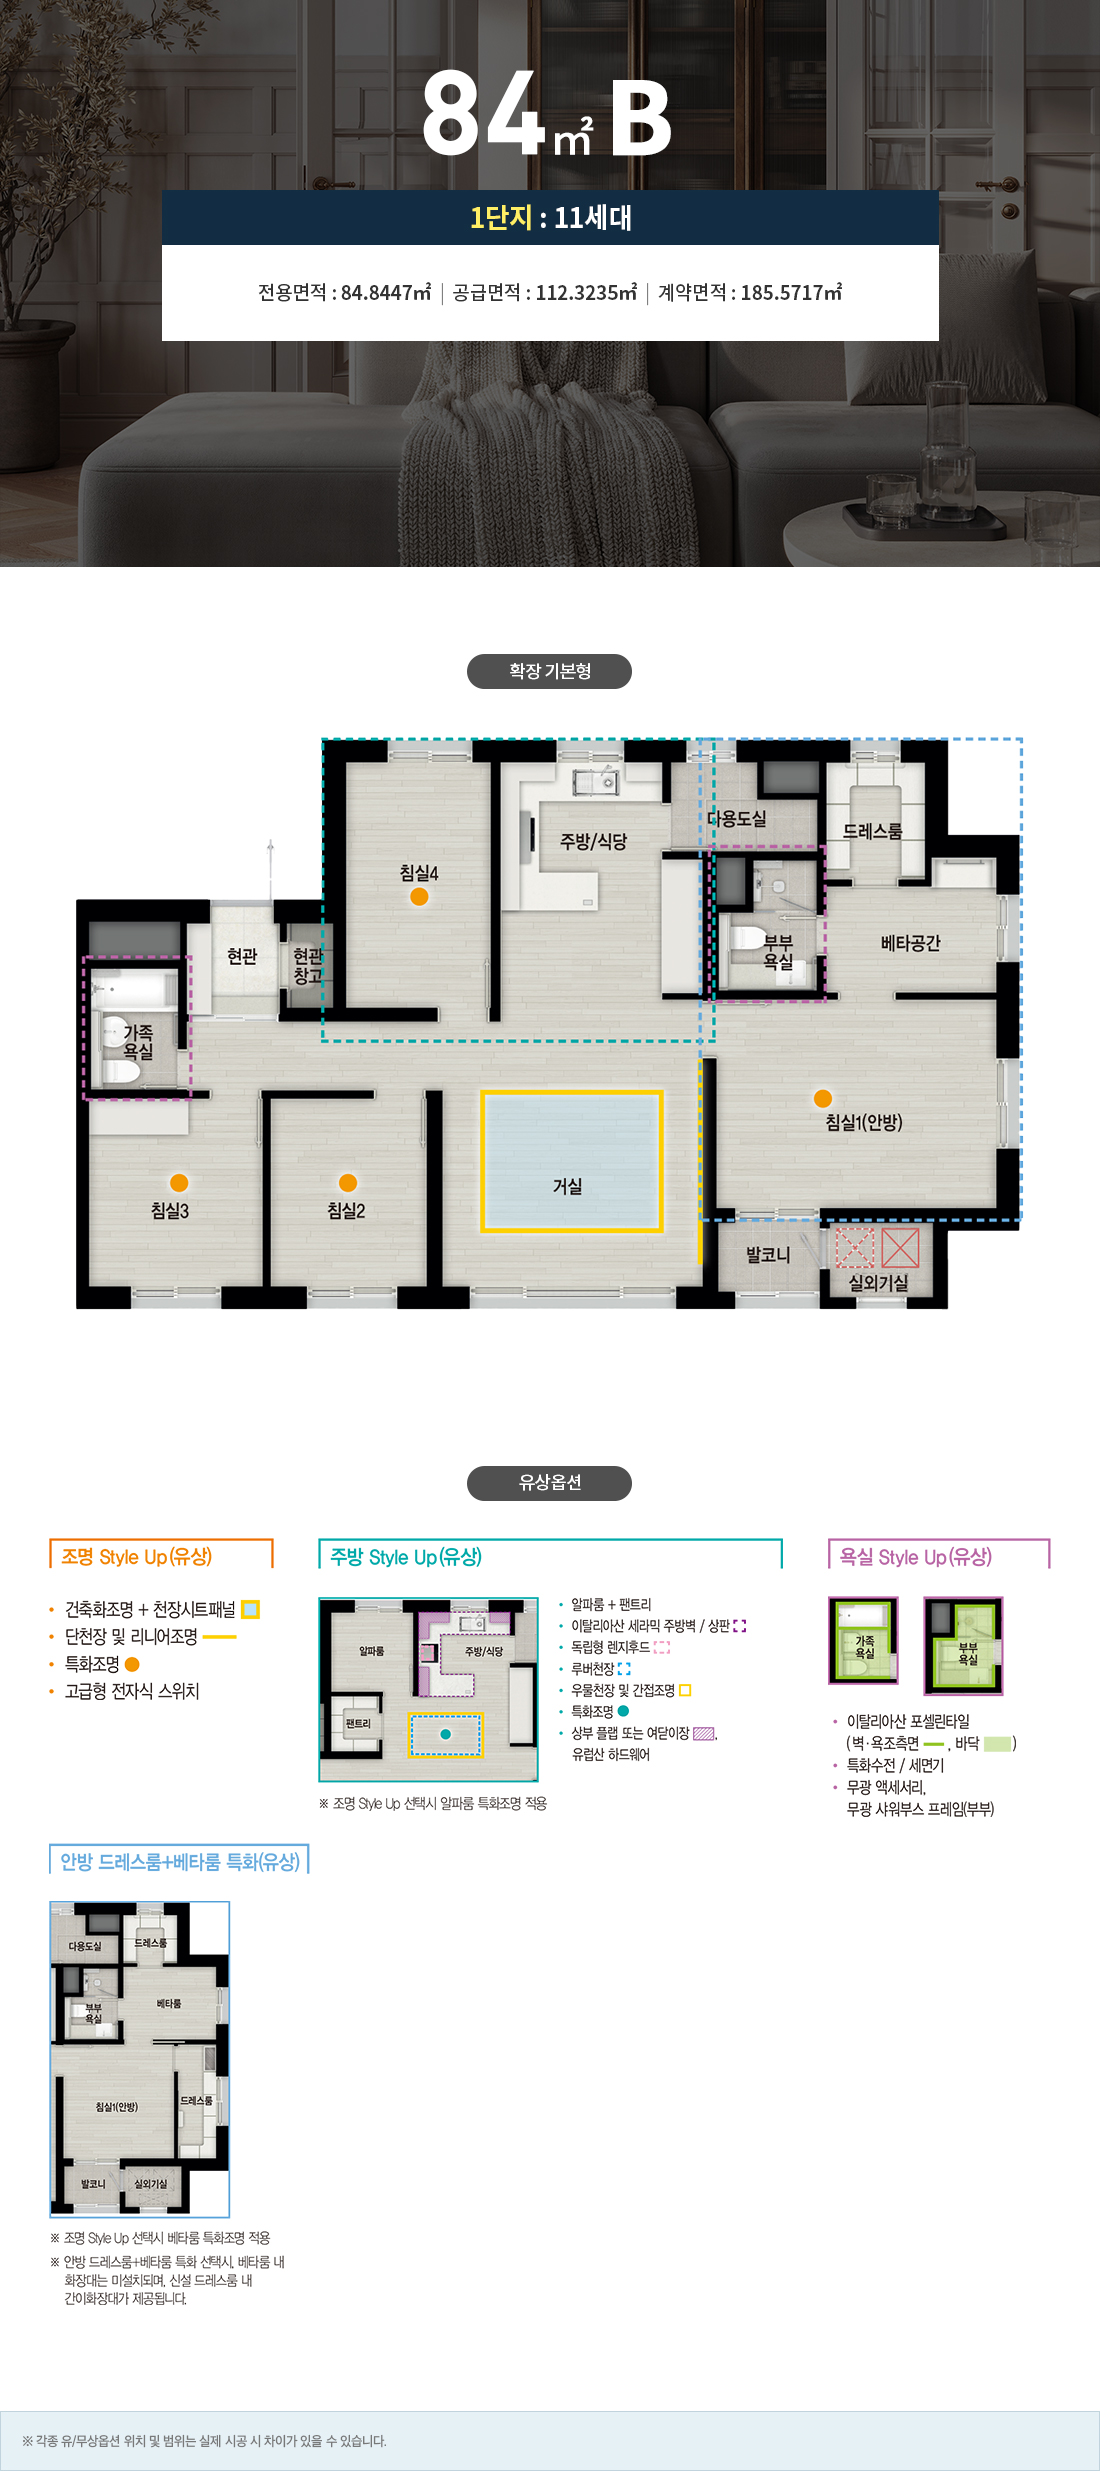 84㎡ B
1단지 : 11세대
전용면적 : 84.8447㎡ | 공급면적 : 112.3235㎡ | 계약면적 : 185.5717㎡
확장 기본형
다용도실
드레스룸
주방/식당
침실4
현관
현관
창고
부부
욕실
베타공간
가족
욕실
침실1(안방)
거실
침실3
침실2
발코니
실외기실
유상옵션
조명 Style Up(유상)
• 건축화조명 + 천장시트패널
• 단천장 및 리니어조명
• 특화조명
• 고급형 전자식 스위치
주방 Style Up(유상)
알파룸
주방/식당
팬트리
※ 조명 Style Up 선택시 알파룸 특화조명 적용
• 알파룸 + 팬트리
• 이탈리아산 세라믹 주방벽 / 상판
• 독립형 렌지후드
• 루버천장
• 우물천장 및 간접조명
• 특화조명
• 상부 플랩 또는 여닫이장 ,
유럽산 하드웨어
욕실 Style Up(유상)
가족
욕실
부부
욕실
• 이탈리아산 포셀린타일
(벽·욕조측면 , 바닥 )
• 특화수전 / 세면기
• 무광 액세서리,
무광 샤워부스 프레임(부부)
안방 드레스룸+베타룸 특화(유상)
다용도실
드레스룸
부부
욕실
베타룸
침실1(안방)
드레스룸
발코니
실외기실
※ 조명 Style Up 선택시 베타룸 특화조명 적용
※ 안방 드레스룸+베타룸 특화 선택시, 베타룸 내
화장대는 미설치되며, 신설 드레스룸 내
간이화장대가 제공됩니다.
※ 각종 유/무상옵션 위치 및 범위는 실제 시공 시 차이가 있을 수 있습니다.